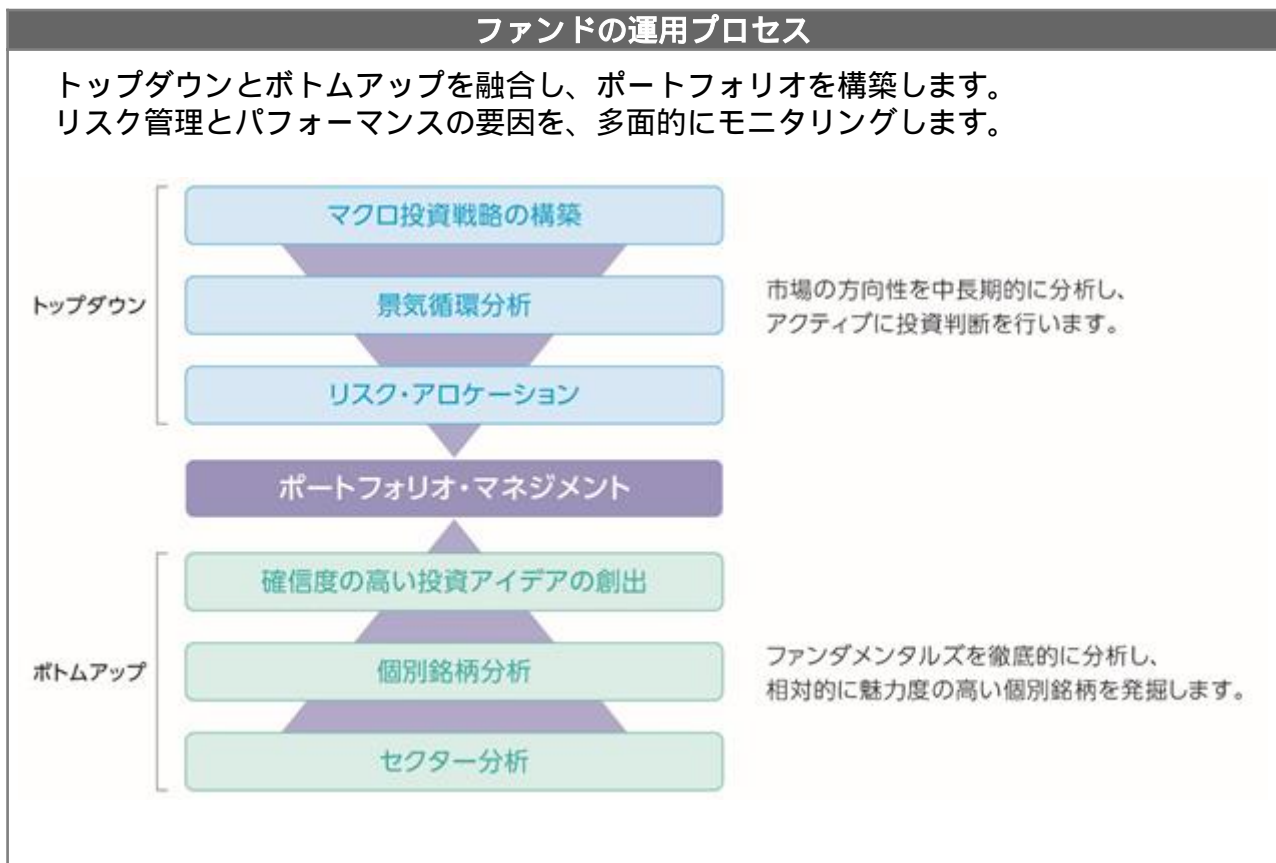 ファンドの運用プロセス
トップダウンとボトムアップを融合し、ポートフォリオを構築します。
リスク管理とパフォーマンスの要因を、多面的にモニタリングします。
トップダウン
マクロ投資戦略の構築
景気循環分析
リスク・アロケーション
市場の方向性を中長期的に分析し、
アクティブに投資判断を行います。
ポートフォリオ・マネジメント
ボトムアップ
確信度の高い投資アイデアの創出
個別銘柄分析
セクター分析
ファンダメンタルズを徹底的に分析し、
相対的に魅力度の高い個別銘柄を発掘します。